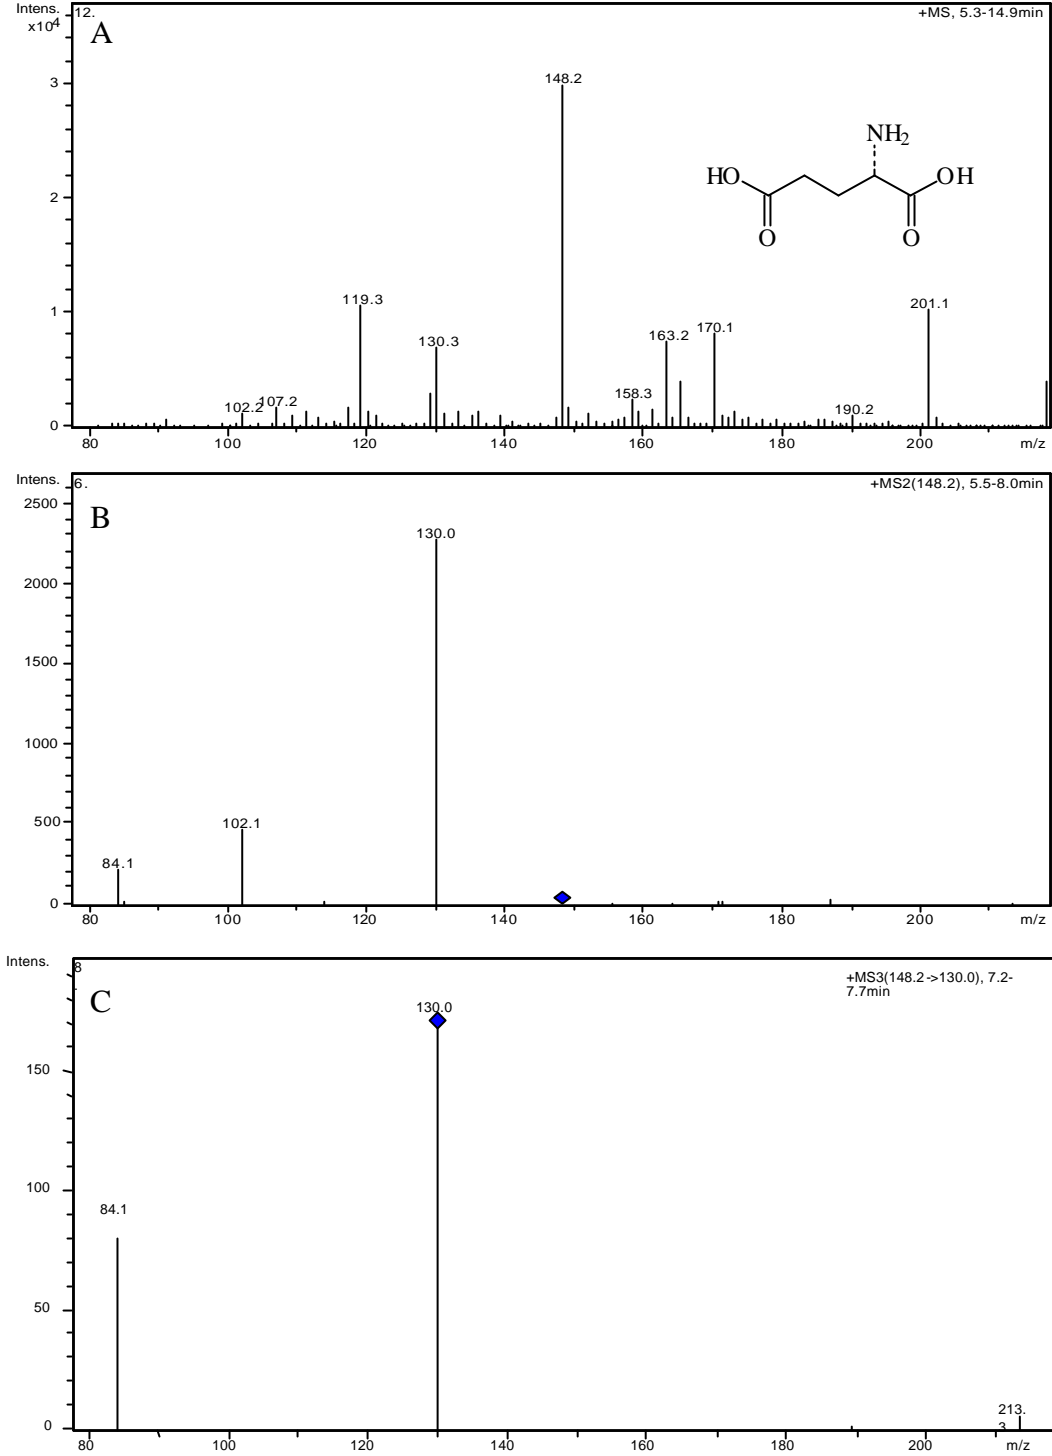 Intens.
x10⁴
12.
A
+MS, 5.3-14.9min
3
2
1
0
148.2
119.3
130.3
102.2
107.2
158.3
163.2
170.1
190.2
201.1
NH₂
HO
OH
O
O
80
100
120
140
160
180
200
m/z
Intens.
6.
B
+MS2(148.2), 5.5-8.0min
2500
2000
1500
1000
500
0
130.0
102.1
84.1
80
100
120
140
160
180
200
m/z
Intens.
8
.
C
+MS3(148.2->130.0), 7.2-
7.7min
150
100
50
0
130.0
84.1
213.
3
80
100
120
140
160
180
200
m/z